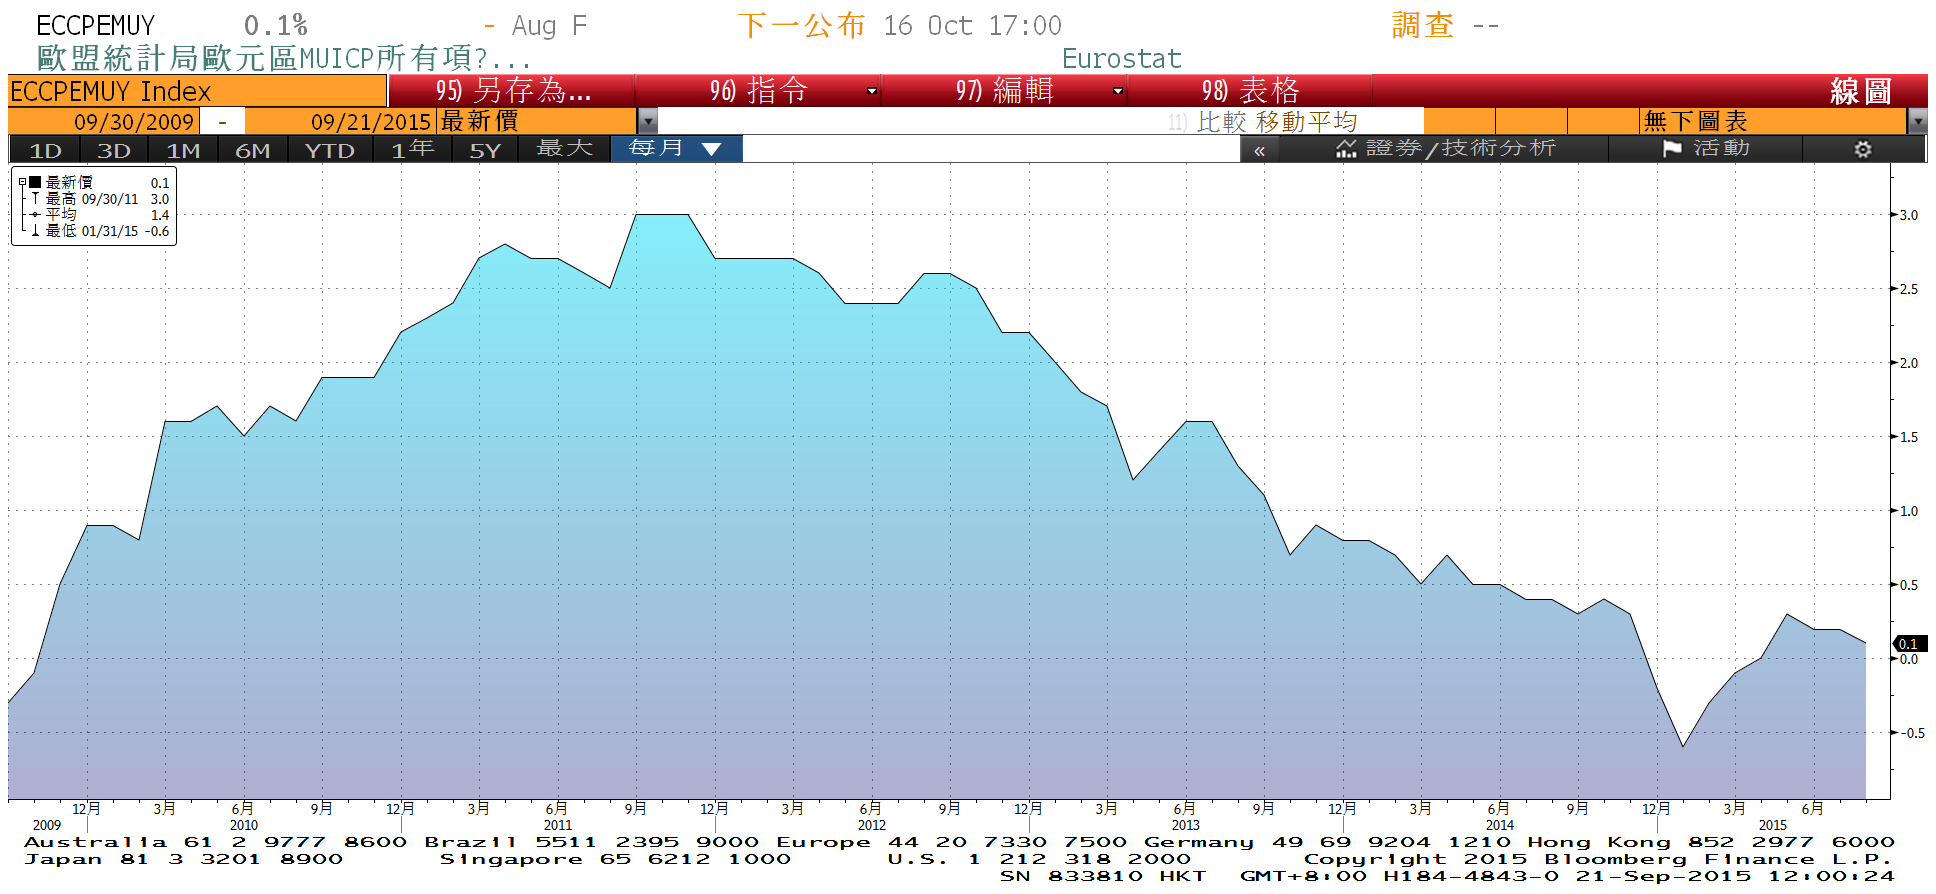 ECCPEMUY 0.1% - Aug F 下一公布 16 Oct 17:00 調查 --
歐盟統計局歐元區MUICP所有項?... Eurostat
ECCPEMUY Index 95) 另存為... 96) 指令 97) 編輯 98) 表格 線圖
09/30/2009 - 09/21/2015 最新價 11) 比較 移動平均 無下圖表
1D 3D 1M 6M YTD 1年 5Y 最大 每月 « 證券/技術分析 活動
最新價 0.1
最高 09/30/11 3.0
平均 1.4
最低 01/31/15 -0.6
3.0
2.5
2.0
1.5
1.0
0.5
0.1
0.0
-0.5
12月 3月 6月 9月 12月 3月 6月 9月 12月 3月 6月 9月 12月 3月 6月 9月 12月 3月 6月 9月 12月 3月 6月
2009 2010 2011 2012 2013 2014 2015
Australia 61 2 9777 8600 Brazil 5511 2395 9000 Europe 44 20 7330 7500 Germany 49 69 9204 1210 Hong Kong 852 2977 6000
Japan 81 3 3201 8900 Singapore 65 6212 1000 U.S. 1 212 318 2000 Copyright 2015 Bloomberg Finance L.P.
SN 833810 HKT GMT+8:00 H184-4843-0 21-Sep-2015 12:00:24